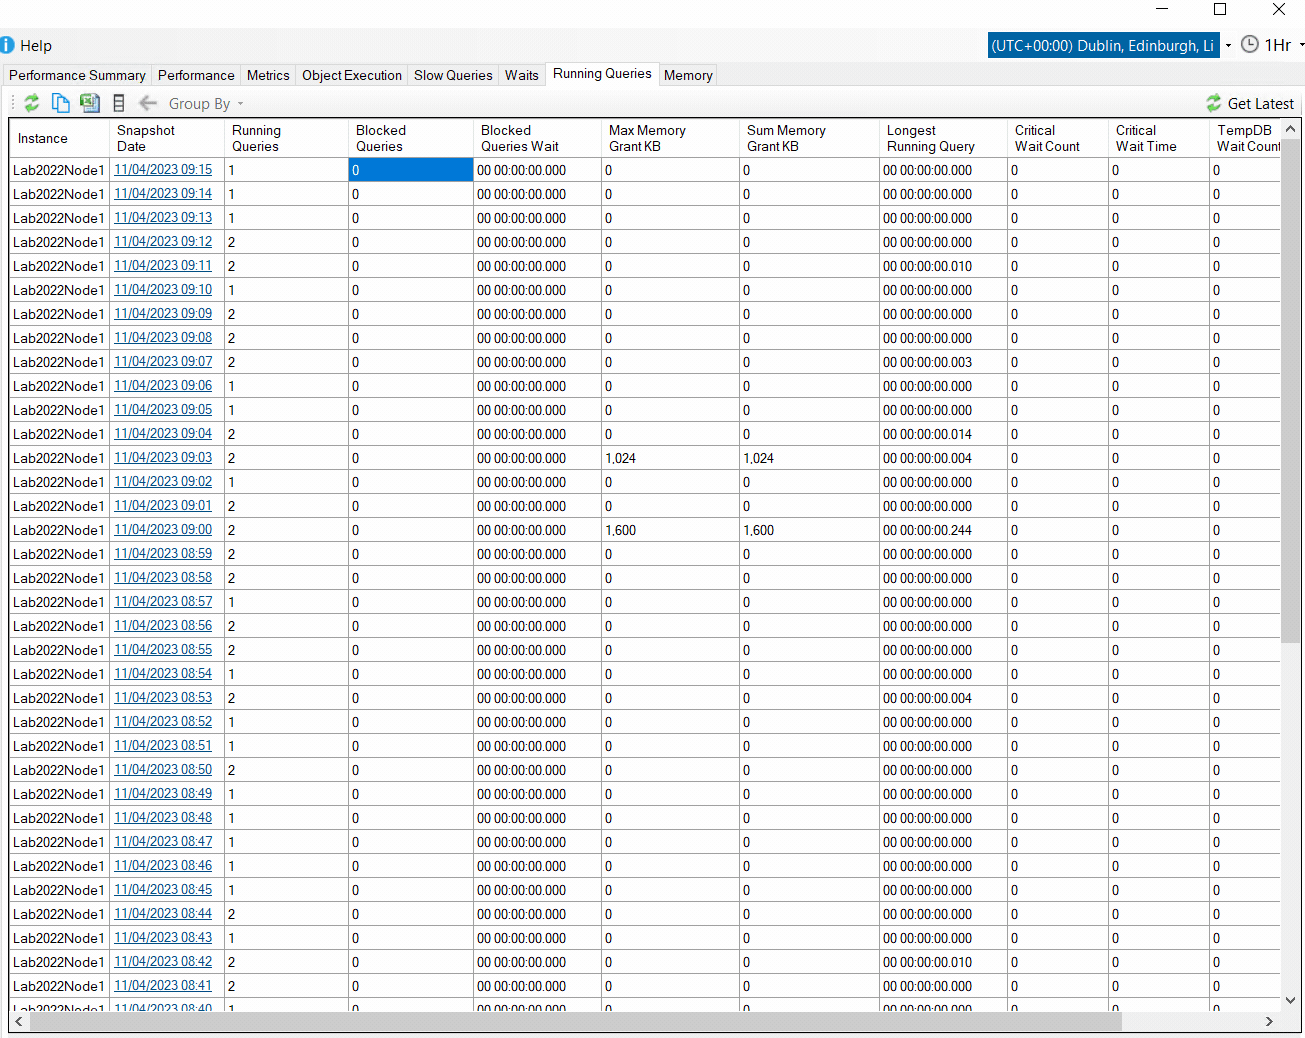 Help
(UTC+00:00) Dublin, Edinburgh, Li
1Hr
Performance Summary Performance Metrics Object Execution Slow Queries Waits Running Queries Memory
Group By
Get Latest
Instance Snapshot Date Running Queries Blocked Queries Blocked Queries Wait Max Memory Grant KB Sum Memory Grant KB Longest Running Query Critical Wait Count Critical Wait Time TempDB Wait Count
Lab2022Node1 11/04/2023 09:15 1 0 00 00:00:00.000 0 0 00 00:00:00.000 0 0 0
Lab2022Node1 11/04/2023 09:14 1 0 00 00:00:00.000 0 0 00 00:00:00.000 0 0 0
Lab2022Node1 11/04/2023 09:13 1 0 00 00:00:00.000 0 0 00 00:00:00.000 0 0 0
Lab2022Node1 11/04/2023 09:12 2 0 00 00:00:00.000 0 0 00 00:00:00.000 0 0 0
Lab2022Node1 11/04/2023 09:11 2 0 00 00:00:00.000 0 0 00 00:00:00.010 0 0 0
Lab2022Node1 11/04/2023 09:10 1 0 00 00:00:00.000 0 0 00 00:00:00.000 0 0 0
Lab2022Node1 11/04/2023 09:09 2 0 00 00:00:00.000 0 0 00 00:00:00.000 0 0 0
Lab2022Node1 11/04/2023 09:08 2 0 00 00:00:00.000 0 0 00 00:00:00.000 0 0 0
Lab2022Node1 11/04/2023 09:07 2 0 00 00:00:00.000 0 0 00 00:00:00.003 0 0 0
Lab2022Node1 11/04/2023 09:06 1 0 00 00:00:00.000 0 0 00 00:00:00.000 0 0 0
Lab2022Node1 11/04/2023 09:05 1 0 00 00:00:00.000 0 0 00 00:00:00.000 0 0 0
Lab2022Node1 11/04/2023 09:04 2 0 00 00:00:00.000 0 0 00 00:00:00.014 0 0 0
Lab2022Node1 11/04/2023 09:03 2 0 00 00:00:00.000 1,024 1,024 00 00:00:00.004 0 0 0
Lab2022Node1 11/04/2023 09:02 1 0 00 00:00:00.000 0 0 00 00:00:00.000 0 0 0
Lab2022Node1 11/04/2023 09:01 2 0 00 00:00:00.000 0 0 00 00:00:00.000 0 0 0
Lab2022Node1 11/04/2023 09:00 2 0 00 00:00:00.000 1,600 1,600 00 00:00:00.244 0 0 0
Lab2022Node1 11/04/2023 08:59 2 0 00 00:00:00.000 0 0 00 00:00:00.000 0 0 0
Lab2022Node1 11/04/2023 08:58 2 0 00 00:00:00.000 0 0 00 00:00:00.000 0 0 0
Lab2022Node1 11/04/2023 08:57 1 0 00 00:00:00.000 0 0 00 00:00:00.000 0 0 0
Lab2022Node1 11/04/2023 08:56 2 0 00 00:00:00.000 0 0 00 00:00:00.000 0 0 0
Lab2022Node1 11/04/2023 08:55 2 0 00 00:00:00.000 0 0 00 00:00:00.000 0 0 0
Lab2022Node1 11/04/2023 08:54 1 0 00 00:00:00.000 0 0 00 00:00:00.000 0 0 0
Lab2022Node1 11/04/2023 08:53 2 0 00 00:00:00.000 0 0 00 00:00:00.004 0 0 0
Lab2022Node1 11/04/2023 08:52 1 0 00 00:00:00.000 0 0 00 00:00:00.000 0 0 0
Lab2022Node1 11/04/2023 08:51 1 0 00 00:00:00.000 0 0 00 00:00:00.000 0 0 0
Lab2022Node1 11/04/2023 08:50 2 0 00 00:00:00.000 0 0 00 00:00:00.000 0 0 0
Lab2022Node1 11/04/2023 08:49 1 0 00 00:00:00.000 0 0 00 00:00:00.000 0 0 0
Lab2022Node1 11/04/2023 08:48 1 0 00 00:00:00.000 0 0 00 00:00:00.000 0 0 0
Lab2022Node1 11/04/2023 08:47 1 0 00 00:00:00.000 0 0 00 00:00:00.000 0 0 0
Lab2022Node1 11/04/2023 08:46 1 0 00 00:00:00.000 0 0 00 00:00:00.000 0 0 0
Lab2022Node1 11/04/2023 08:45 1 0 00 00:00:00.000 0 0 00 00:00:00.000 0 0 0
Lab2022Node1 11/04/2023 08:44 2 0 00 00:00:00.000 0 0 00 00:00:00.000 0 0 0
Lab2022Node1 11/04/2023 08:43 1 0 00 00:00:00.000 0 0 00 00:00:00.000 0 0 0
Lab2022Node1 11/04/2023 08:42 2 0 00 00:00:00.000 0 0 00 00:00:00.010 0 0 0
Lab2022Node1 11/04/2023 08:41 2 0 00 00:00:00.000 0 0 00 00:00:00.000 0 0 0
Lab2022Node1 11/04/2023 08:40 1 0 00 00:00:00.000 0 0 00 00:00:00.000 0 0 0